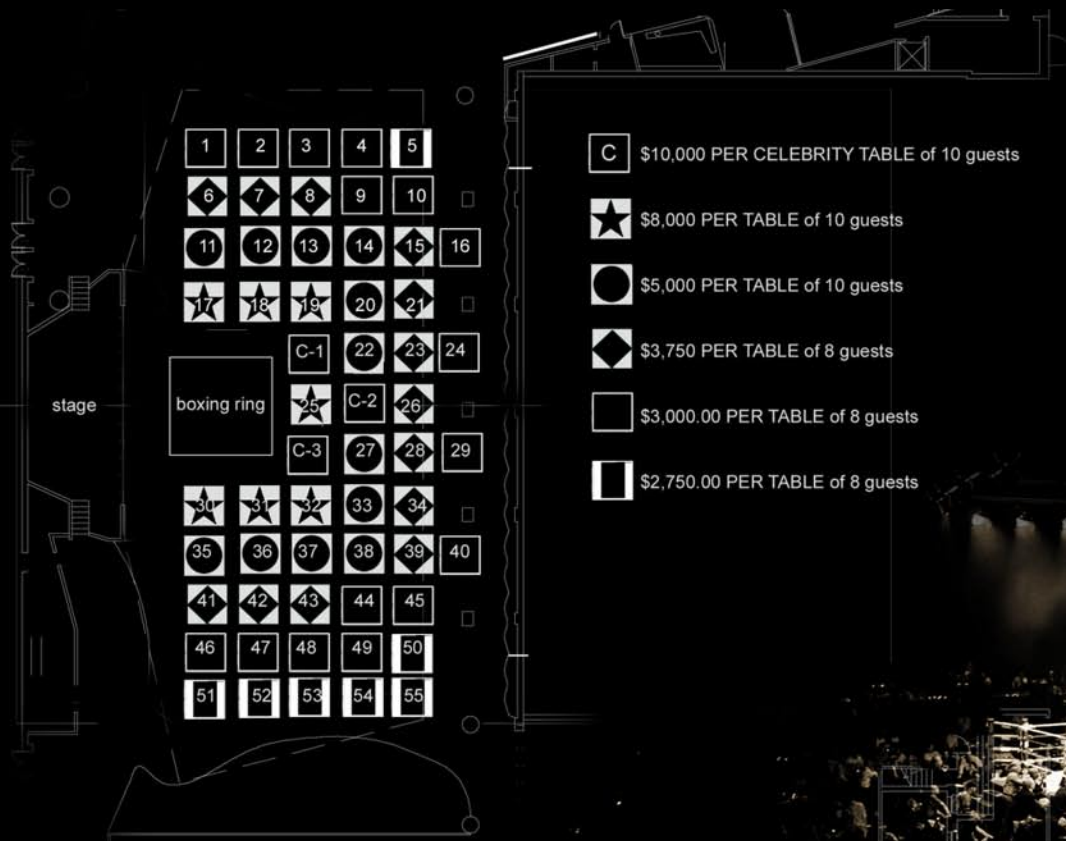 1 2 3 4 5
6 7 8 9 10
11 12 13 14 15 16
17 18 19 20 21
C-1 22 23 24
stage boxing ring 25 C-2 26
C-3 27 28 29
30 31 32 33 34
35 36 37 38 39 40
41 42 43 44 45
46 47 48 49 50
51 52 53 54 55
C $10,000 PER CELEBRITY TABLE of 10 guests
$8,000 PER TABLE of 10 guests
$5,000 PER TABLE of 10 guests
$3,750 PER TABLE of 8 guests
$3,000.00 PER TABLE of 8 guests
$2,750.00 PER TABLE of 8 guests